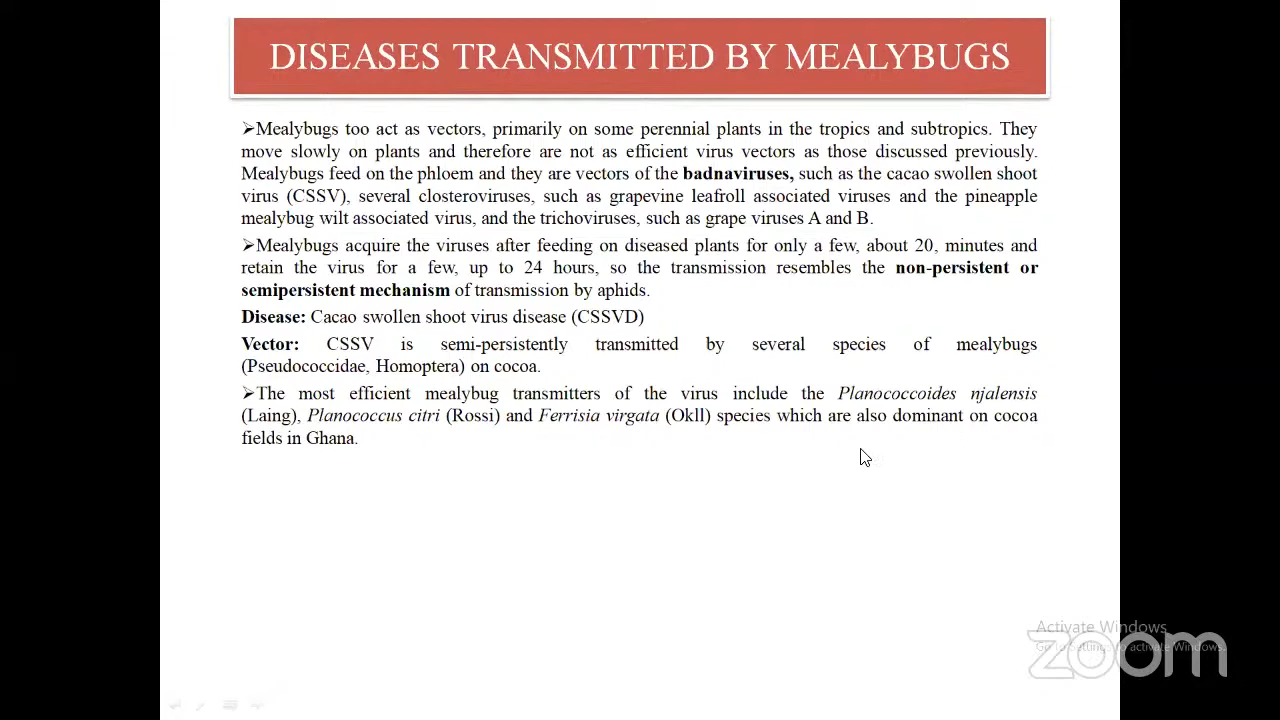 DISEASES TRANSMITTED BY MEALYBUGS
➢Mealybugs too act as vectors, primarily on some perennial plants in the tropics and subtropics. They
move slowly on plants and therefore are not as efficient virus vectors as those discussed previously.
Mealybugs feed on the phloem and they are vectors of the badnaviruses, such as the cacao swollen shoot
virus (CSSV), several closteroviruses, such as grapevine leafroll associated viruses and the pineapple
mealybug wilt associated virus, and the trichoviruses, such as grape viruses A and B.
➢Mealybugs acquire the viruses after feeding on diseased plants for only a few, about 20, minutes and
retain the virus for a few, up to 24 hours, so the transmission resembles the non-persistent or
semipersistent mechanism of transmission by aphids.
Disease: Cacao swollen shoot virus disease (CSSVD)
Vector: CSSV is semi-persistently transmitted by several species of mealybugs
(Pseudococcidae, Homoptera) on cocoa.
➢The most efficient mealybug transmitters of the virus include the Planococcoides njalensis
(Laing), Planococcus citri (Rossi) and Ferrisia virgata (Okll) species which are also dominant on cocoa
fields in Ghana.
Activate Windows
Go to Settings to activate Windows.
zoom